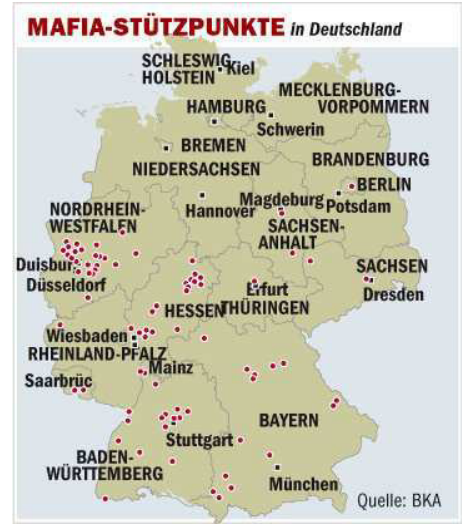 MAFIA-STÜTZPUNKTE in Deutschland
SCHLESWIG
HOLSTEIN
Kiel
MECKLENBURG-
VORPOMMERN
HAMBURG
Schwerin
BREMEN
BRANDENBURG
NIEDERSACHSEN
BERLIN
Magdeburg
Potsdam
NORDRHEIN-
WESTFALEN
Hannover
SACHSEN-
ANHALT
Duisbur
Düsseldorf
SACHSEN
Erfurt
Dresden
HESSEN
THÜRINGEN
Wiesbaden
RHEINLAND-PFALZ
Mainz
Saarbrüc
BAYERN
Stuttgart
BADEN-
WÜRTTEMBERG
München
Quelle: BKA